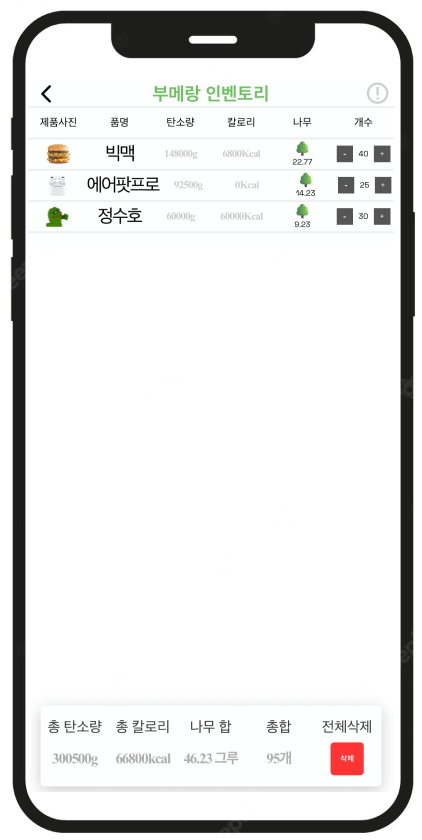 부메랑 인벤토리
제품사진 품명 탄소량 칼로리 나무 개수
빅맥 148000g 6800Kcal 22.77 - 40 +
에어팟프로 92500g 0Kcal 14.23 - 25 +
정수호 60000g 60000Kcal 9.23 - 30 +
총 탄소량 총 칼로리 나무 합 총합 전체삭제
300500g 66800kcal 46.23 그루 95개 삭제